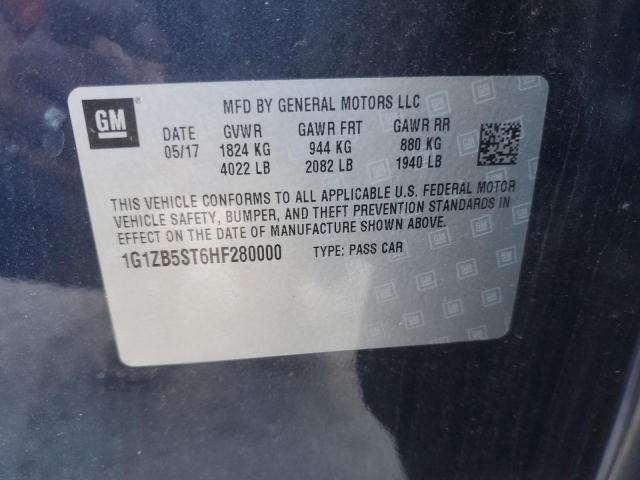 GM
MFD BY GENERAL MOTORS LLC
DATE GVWR GAWR FRT GAWR RR
05/17 1824 KG 944 KG 880 KG
4022 LB 2082 LB 1940 LB
THIS VEHICLE CONFORMS TO ALL APPLICABLE U.S. FEDERAL MOTOR
VEHICLE SAFETY, BUMPER, AND THEFT PREVENTION STANDARDS IN
EFFECT ON THE DATE OF MANUFACTURE SHOWN ABOVE.
1G1ZB5ST6HF280000 TYPE: PASS CAR